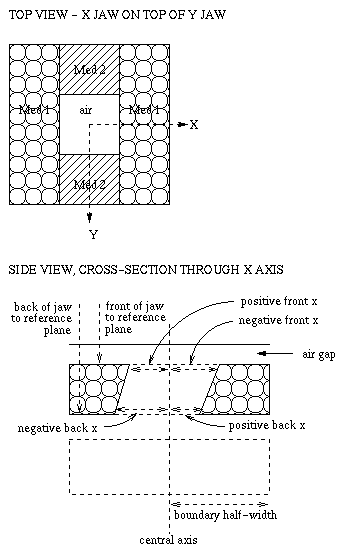 TOP VIEW - X JAW ON TOP OF Y JAW
Med 2
Med 1
air
Med 1
X
Med 2
Y
SIDE VIEW, CROSS-SECTION THROUGH X AXIS
back of jaw
to reference
plane
front of jaw
to reference
plane
positive front x
negative front x
air gap
negative back x
positive back x
boundary half-width
central axis